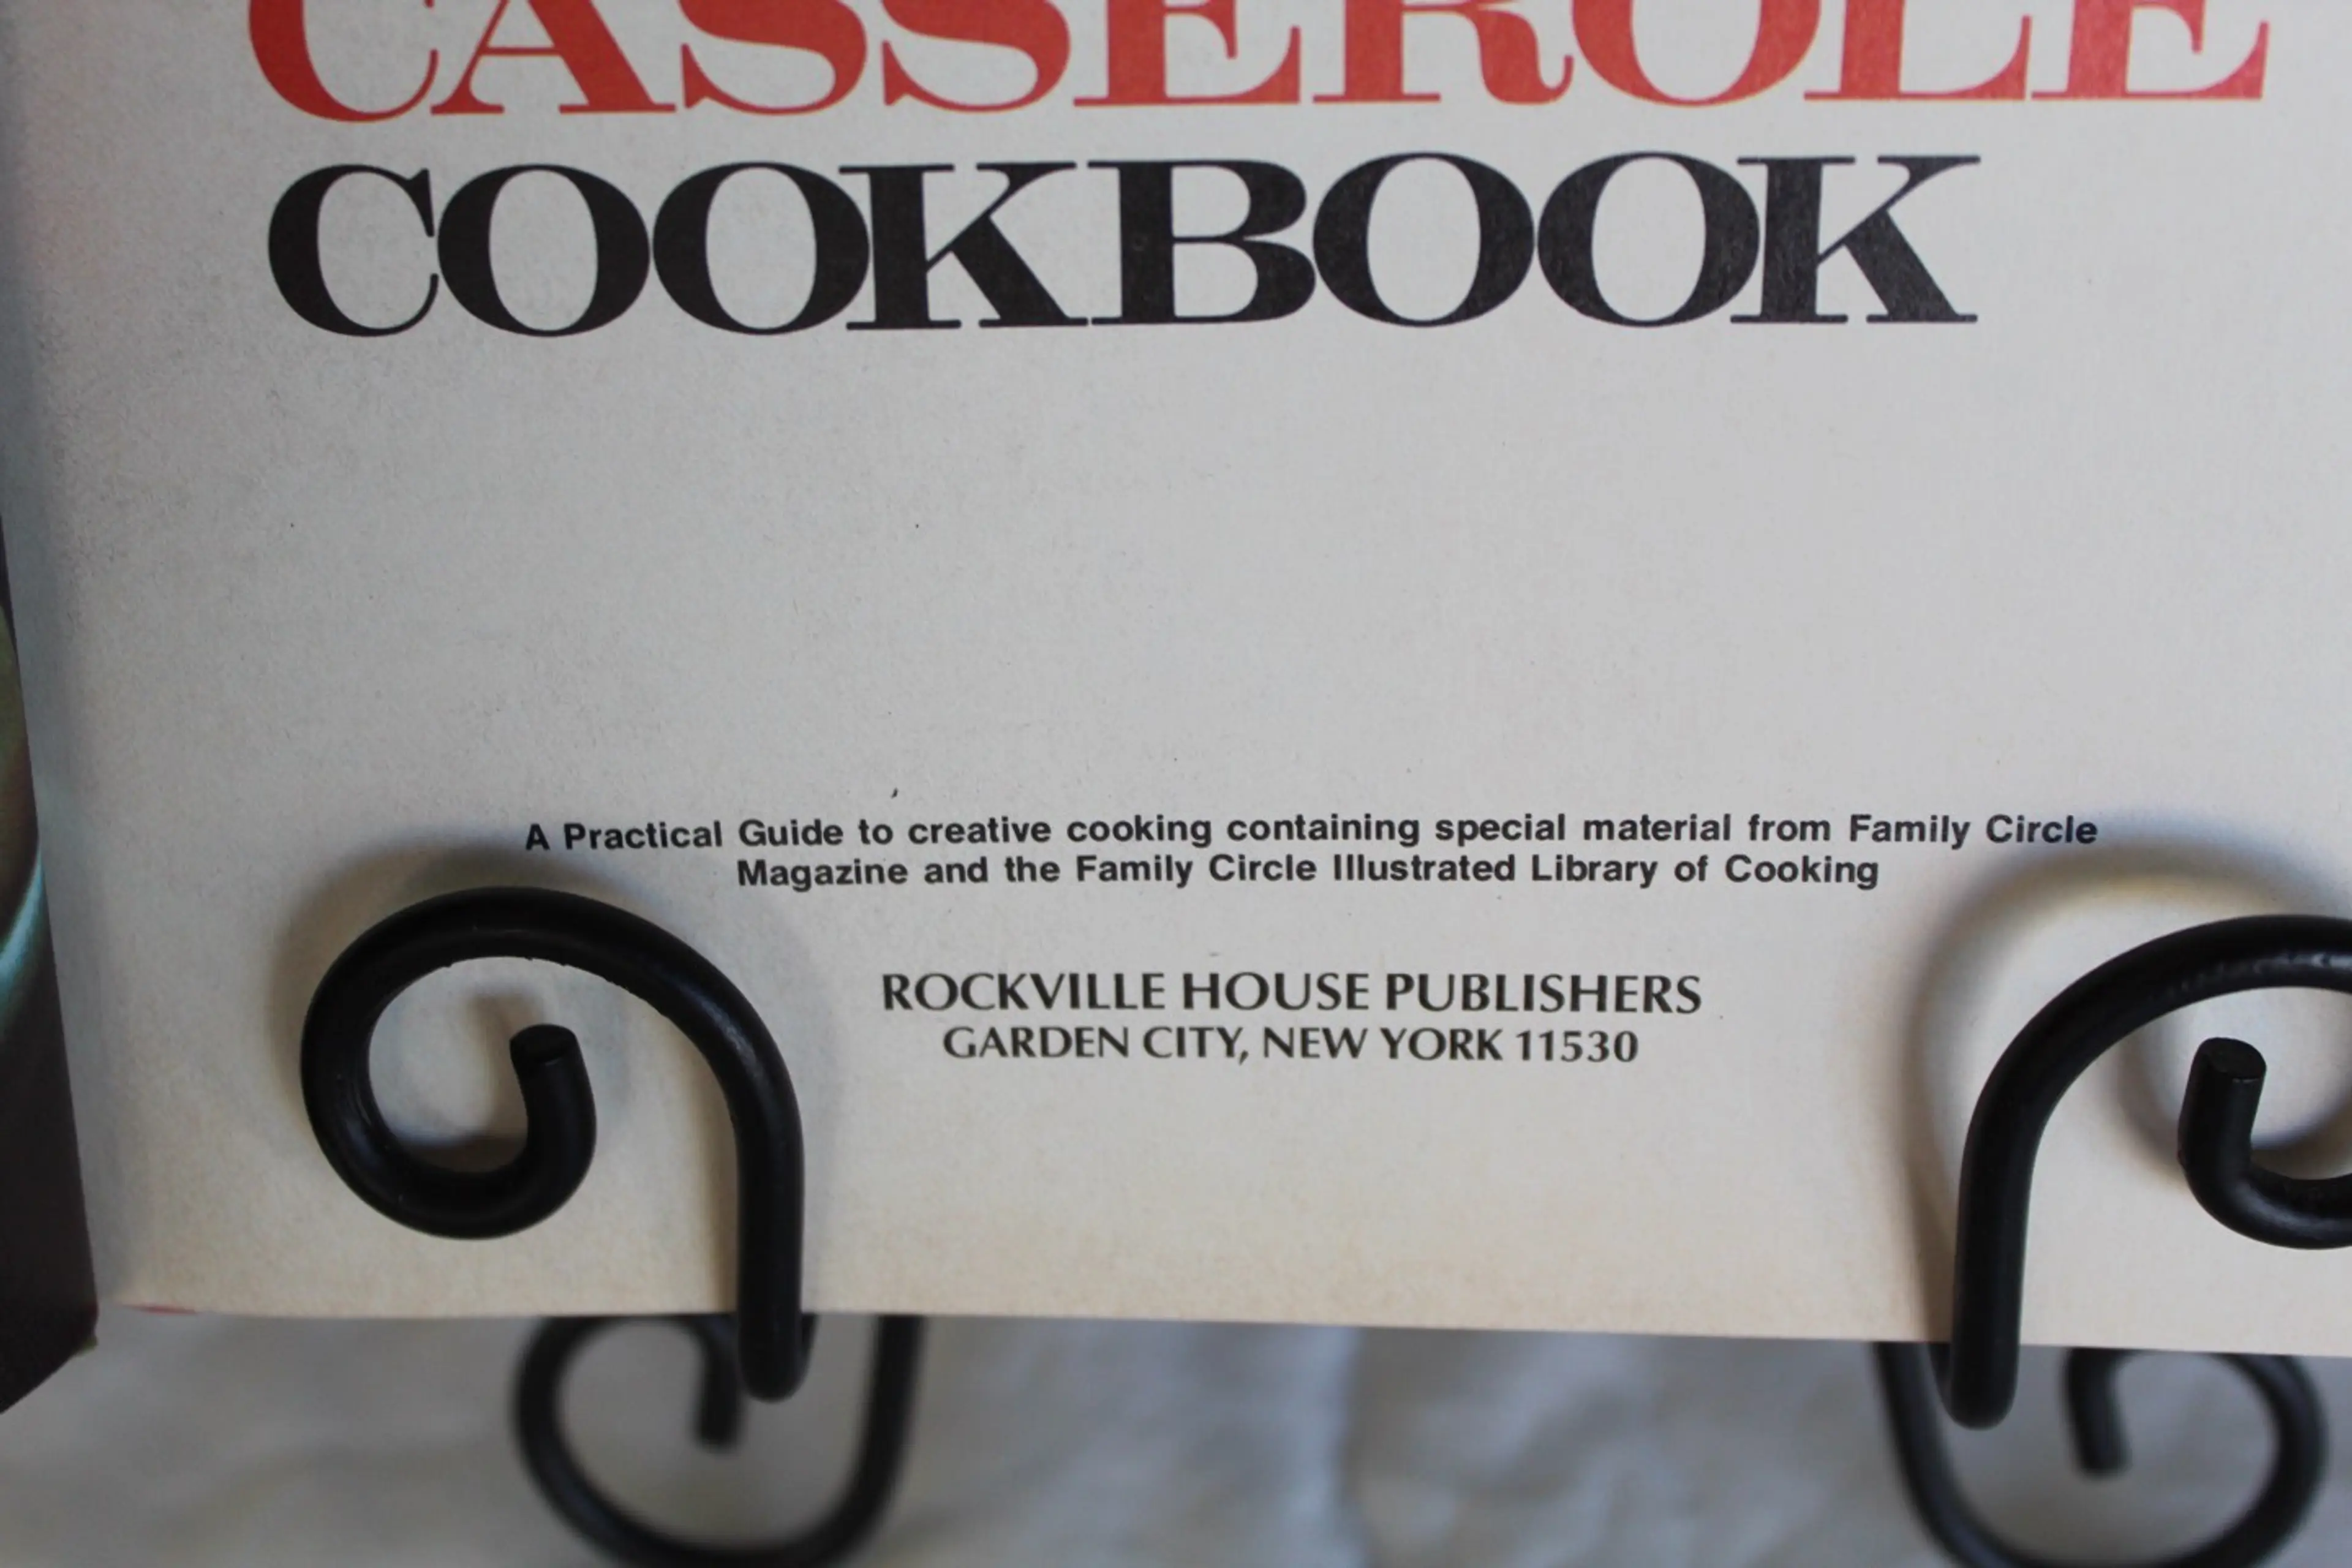 CASSEROLE
COOKBOOK
A Practical Guide to creative cooking containing special material from Family Circle
Magazine and the Family Circle Illustrated Library of Cooking
ROCKVILLE HOUSE PUBLISHERS
GARDEN CITY, NEW YORK 11530